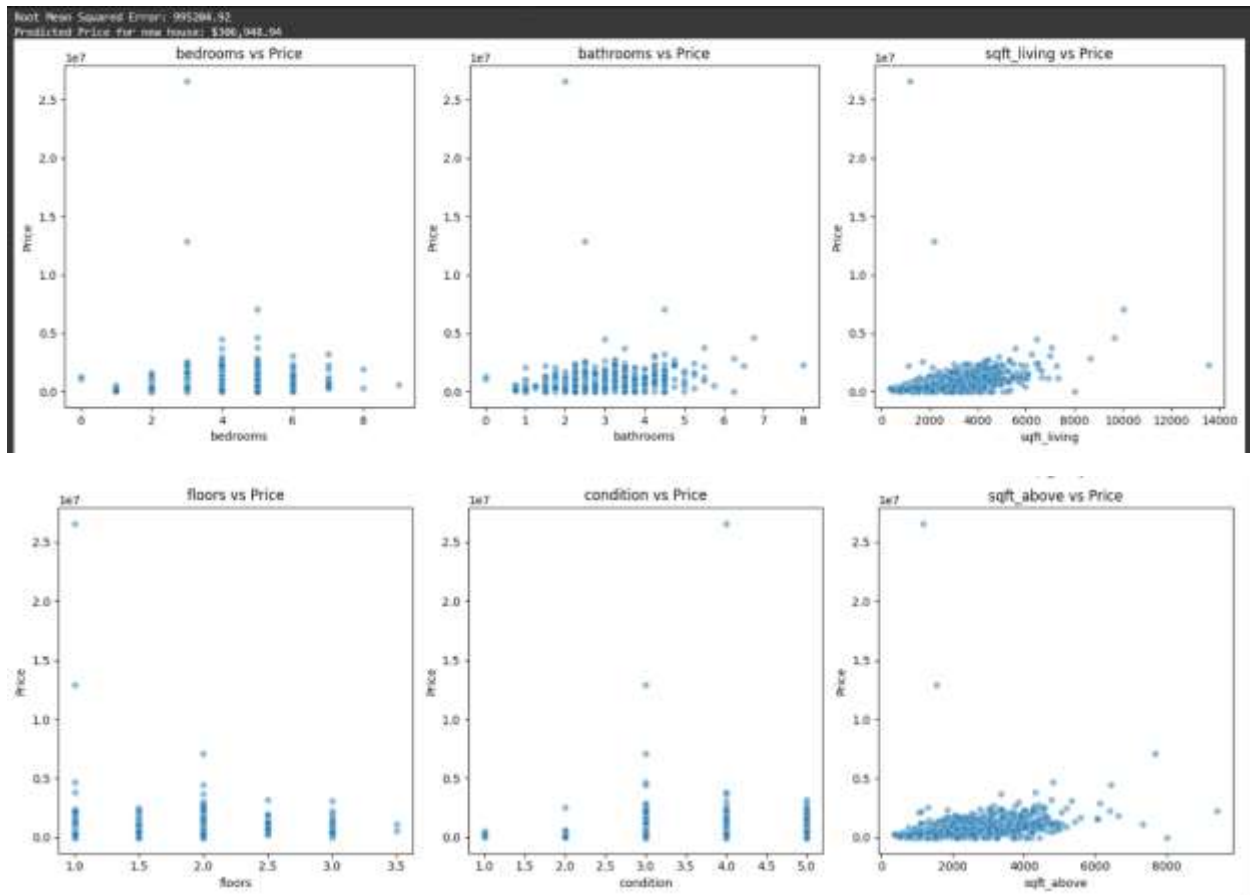 Root Mean Squared Error: 995204.92
Predicted Price for new house: $306,948.94
bedrooms vs Price
bathrooms vs Price
sqft_living vs Price
1e7
1e7
1e7
2.5
2.5
2.5
2.0
2.0
2.0
1.5
1.5
1.5
Price
Price
Price
1.0
1.0
1.0
0.5
0.5
0.5
0.0
0.0
0.0
0 2 4 6 8
0 1 2 3 4 5 6 7 8
0 2000 4000 6000 8000 10000 12000 14000
bedrooms
bathrooms
sqft_living
floors vs Price
condition vs Price
sqft_above vs Price
1e7
1e7
1e7
2.5
2.5
2.5
2.0
2.0
2.0
1.5
1.5
1.5
Price
Price
Price
1.0
1.0
1.0
0.5
0.5
0.5
0.0
0.0
0.0
1.0 1.5 2.0 2.5 3.0 3.5
1.0 1.5 2.0 2.5 3.0 3.5 4.0 4.5 5.0
0 2000 4000 6000 8000
floors
condition
sqft_above